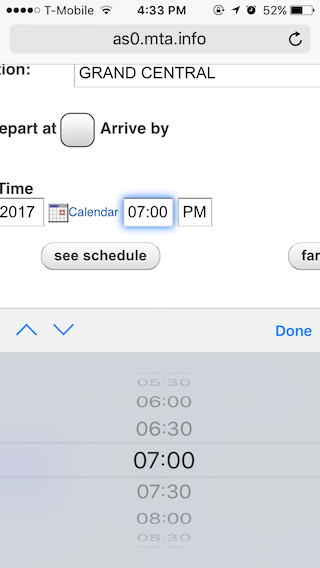 T-Mobile 4:33 PM 52%
as0.mta.info
tion: GRAND CENTRAL
epart at Arrive by
Time
2017 Calendar 07:00 PM
see schedule far
Done
05:30
06:00
06:30
07:00
07:30
08:00
08:30